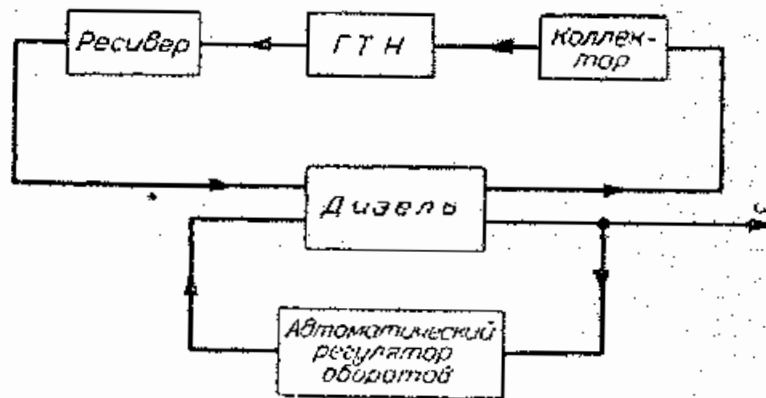 Ресивер
ГТН
Коллек-
тор
Дизель
ω
Автоматический
регулятор
оборотов